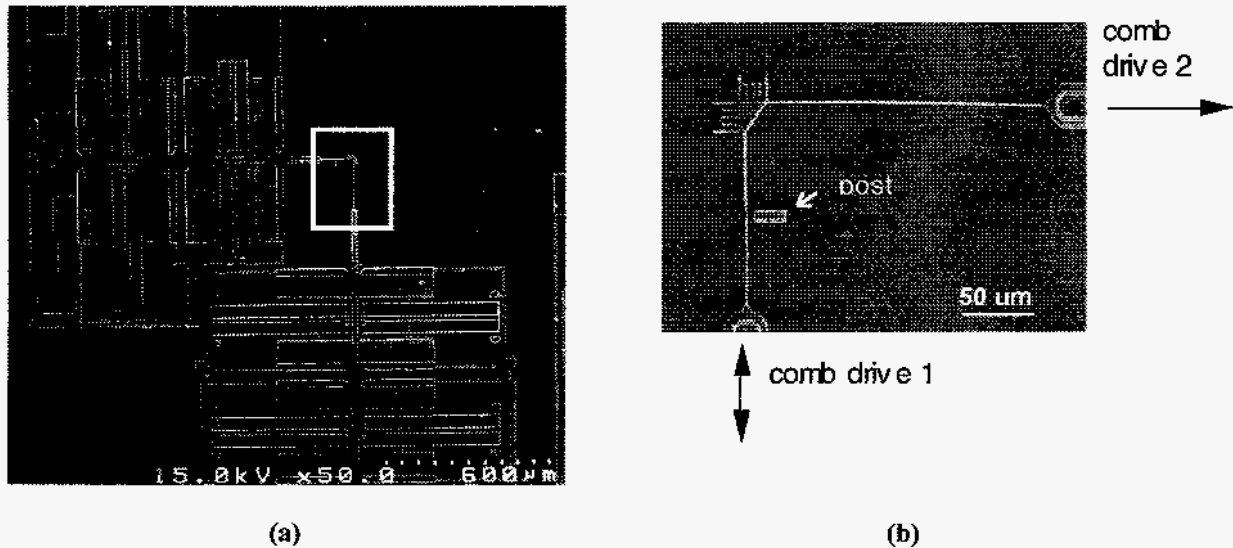 15.0kV x50.0 600µm
(a)
comb
drive 2
post
50 um
comb drive 1
(b)